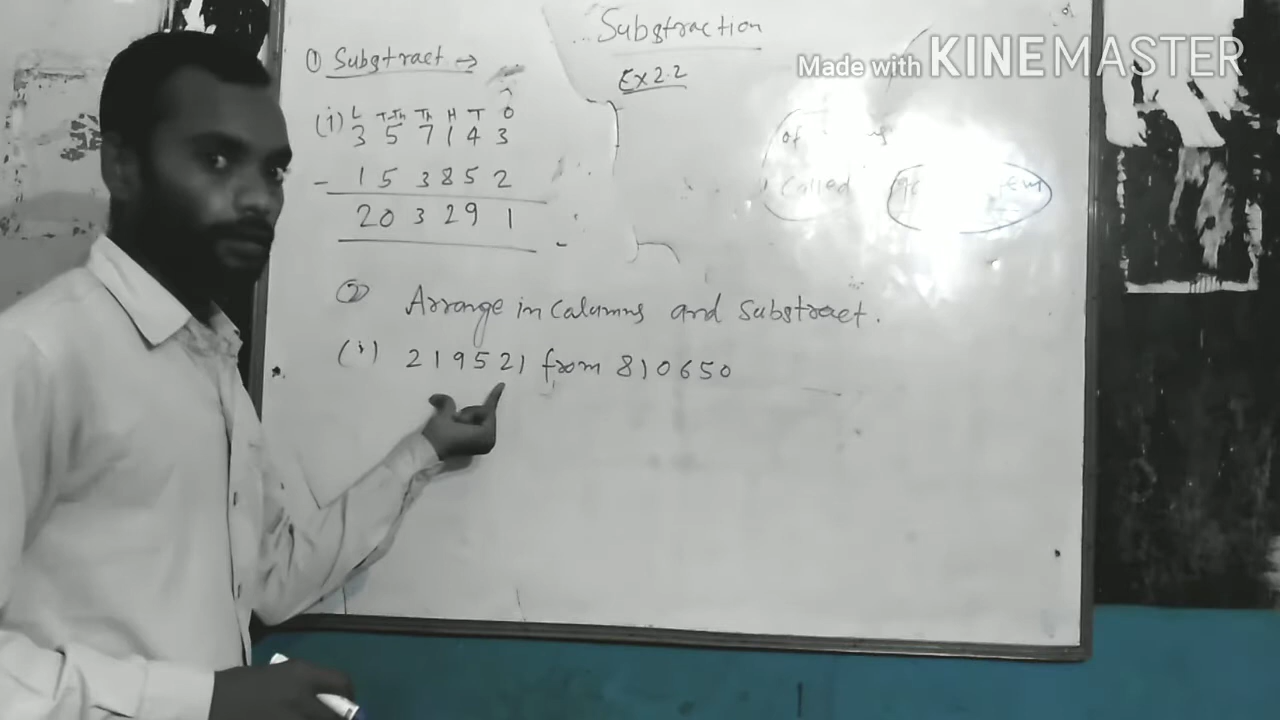 Substraction
Ex 2.2
Made with KINEMASTER
① Substract →
(i) L T.Th Th H T O
3 5 7 1 4 3
- 1 5 3 8 5 2
2 0 3 2 9 1
② Arrange in Calumns and Substract.
(i) 219521 from 810650
of
Called